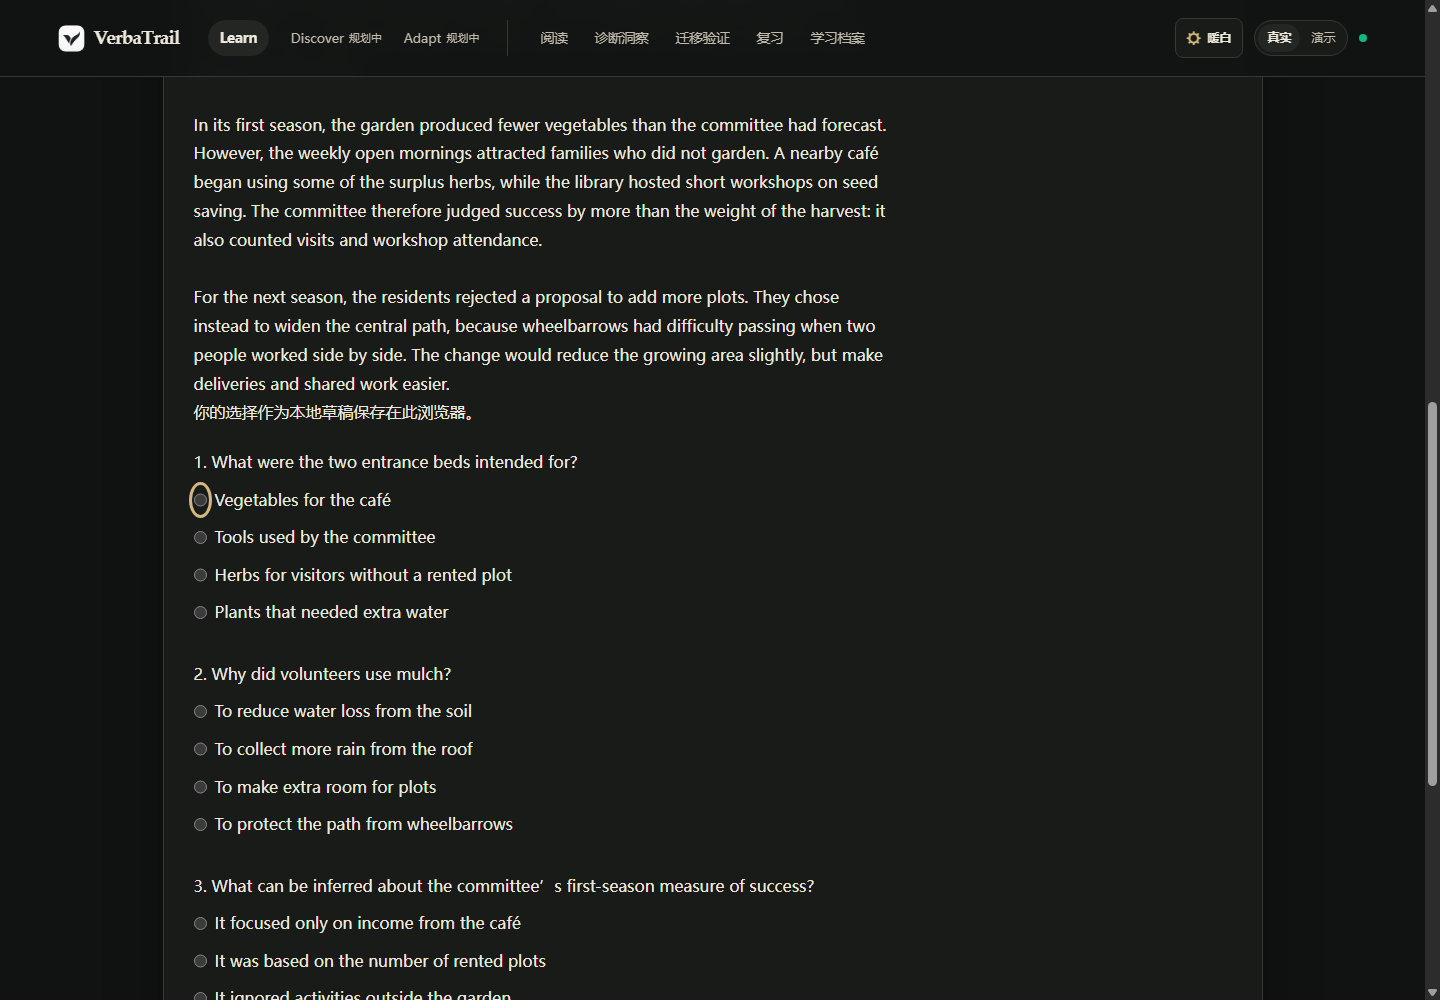 VerbaTrail
Learn
Discover 规划中
Adapt 规划中
阅读
诊断洞察
迁移验证
复习
学习档案
暖白
真实
演示
In its first season, the garden produced fewer vegetables than the committee had forecast.
However, the weekly open mornings attracted families who did not garden. A nearby café
began using some of the surplus herbs, while the library hosted short workshops on seed
saving. The committee therefore judged success by more than the weight of the harvest: it
also counted visits and workshop attendance.
For the next season, the residents rejected a proposal to add more plots. They chose
instead to widen the central path, because wheelbarrows had difficulty passing when two
people worked side by side. The change would reduce the growing area slightly, but make
deliveries and shared work easier.
你的选择作为本地草稿保存在此浏览器。
1. What were the two entrance beds intended for?
Vegetables for the café
Tools used by the committee
Herbs for visitors without a rented plot
Plants that needed extra water
2. Why did volunteers use mulch?
To reduce water loss from the soil
To collect more rain from the roof
To make extra room for plots
To protect the path from wheelbarrows
3. What can be inferred about the committee’s first-season measure of success?
It focused only on income from the café
It was based on the number of rented plots
It ignored activities outside the garden